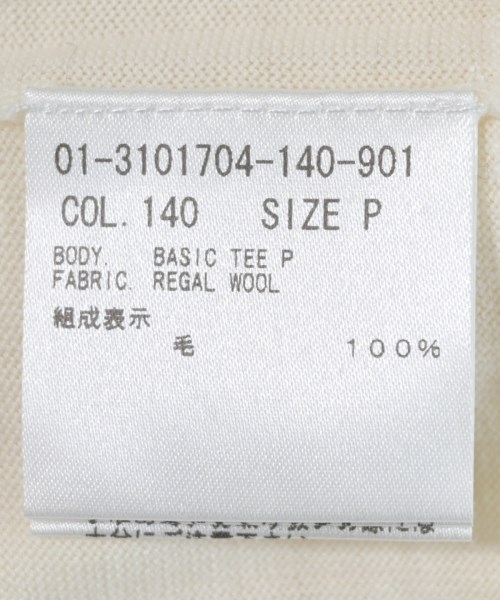 01-3101704-140-901
COL. 140 SIZE P
BODY. BASIC TEE P
FABRIC. REGAL WOOL
組成表示
毛 100%